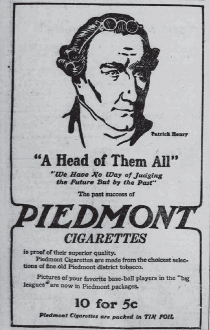 Patrick Henry
"A Head of Them All"
"We Have No Way of Judging
the Future But by the Past"
The past success of
PIEDMONT
CIGARETTES
is proof of their superior quality.
Piedmont Cigarettes are made from the choicest selec-
tions of fine old Piedmont district tobacco.
Pictures of your favorite base-ball players in the "big
leagues" are now in Piedmont packages.
10 for 5c
Piedmont Cigarettes are packed in TIN FOIL